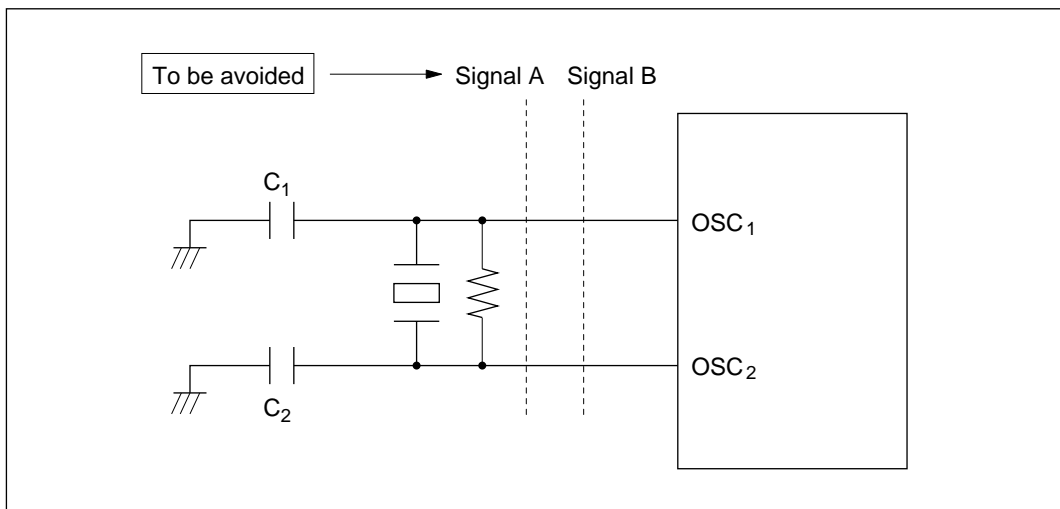 To be avoided Signal A Signal B
C1
OSC1
OSC2
C2